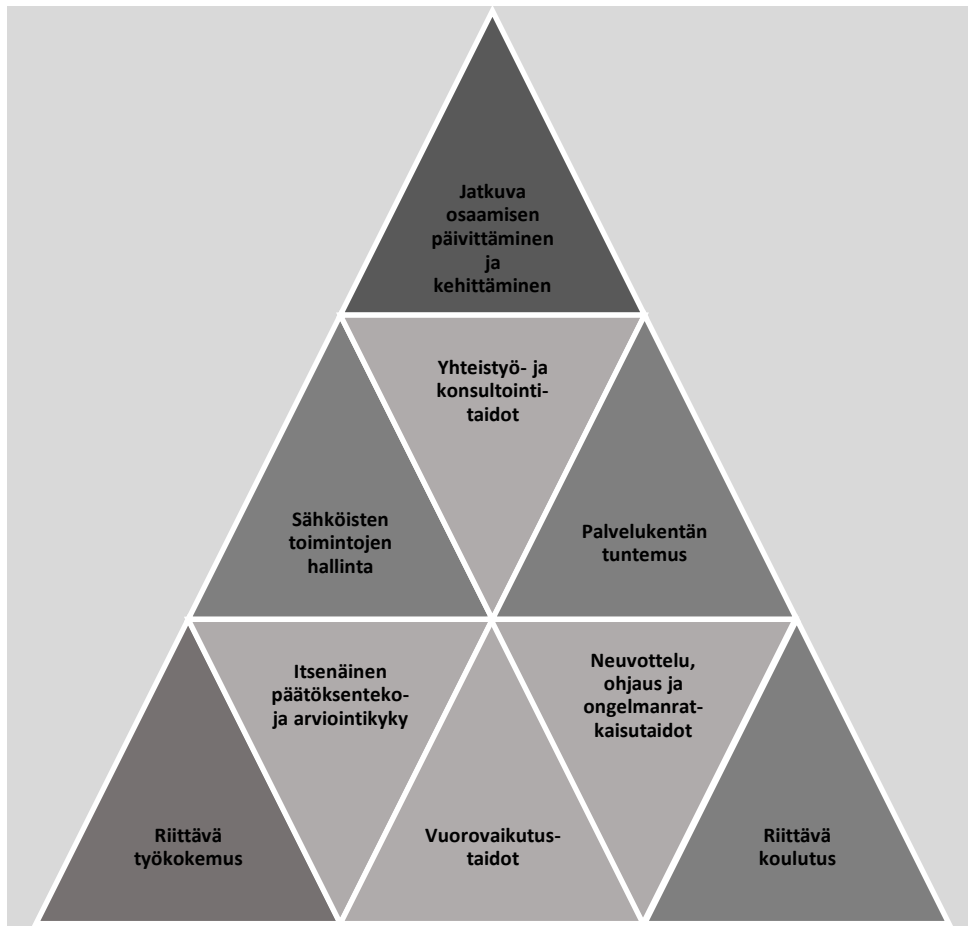 Jatkuva
osaamisen
päivittäminen
ja
kehittäminen
Yhteistyö- ja
konsultointi-
taidot
Sähköisten
toimintojen
hallinta
Palvelukentän
tuntemus
Itsenäinen
päätöksenteko-
ja arviointikyky
Neuvottelu,
ohjaus ja
ongelmanrat-
kaisutaidot
Riittävä
työkokemus
Vuorovaikutus-
taidot
Riittävä
koulutus